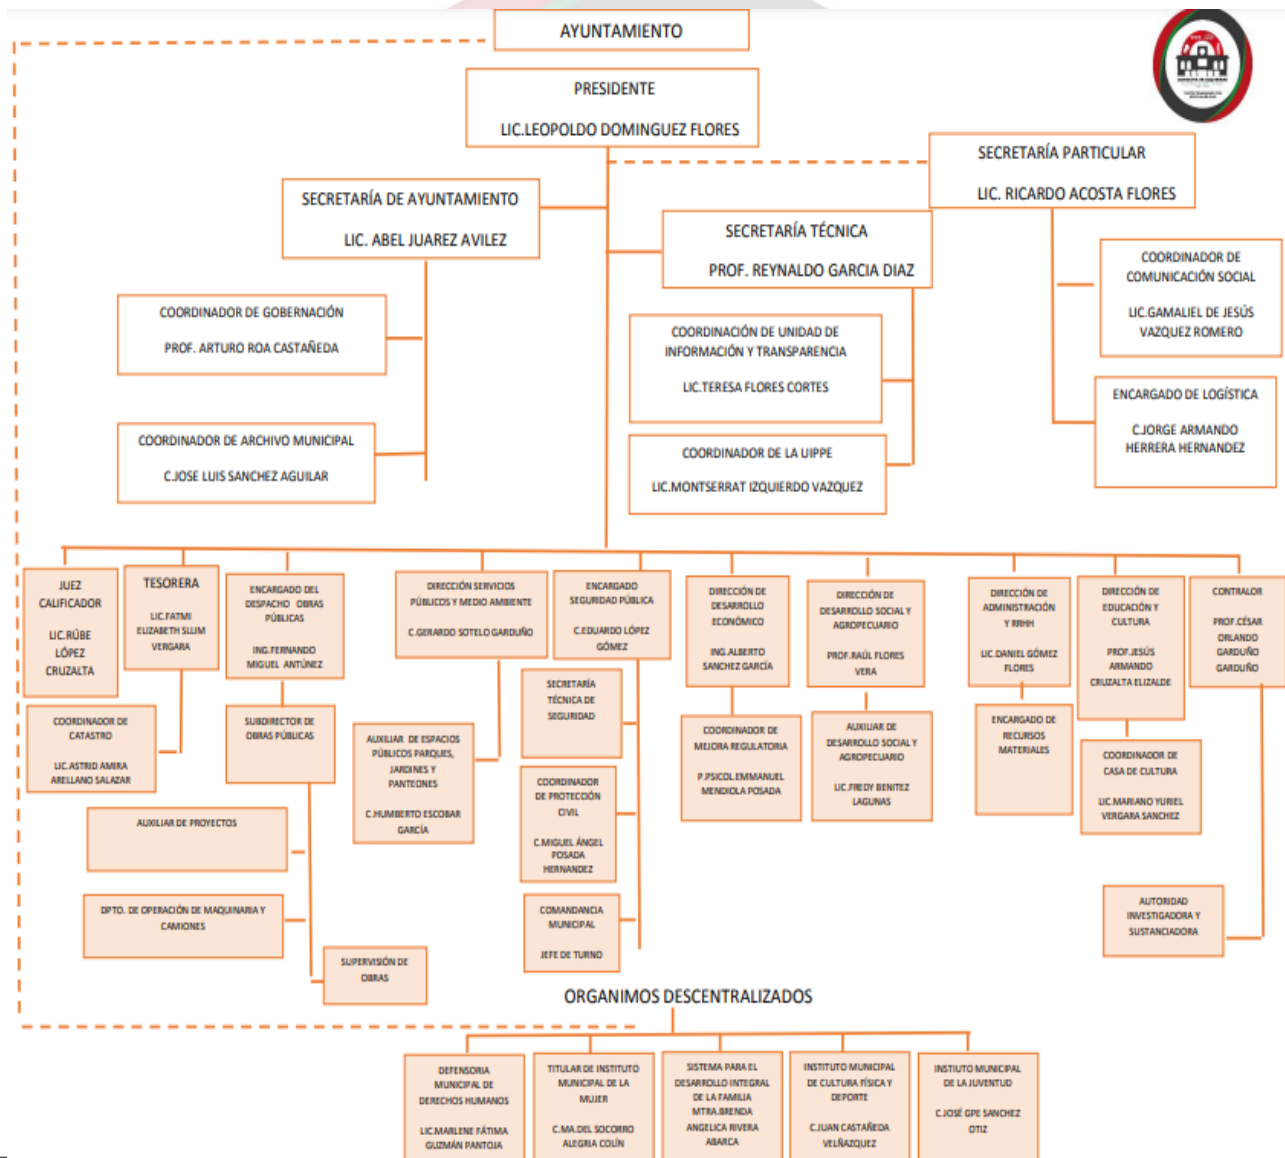 AYUNTAMIENTO
PRESIDENTE
LIC.LEOPOLDO DOMINGUEZ FLORES
SECRETARÍA PARTICULAR
LIC. RICARDO ACOSTA FLORES
SECRETARÍA DE AYUNTAMIENTO
LIC. ABEL JUAREZ AVILEZ
SECRETARÍA TÉCNICA
PROF. REYNALDO GARCIA DIAZ
COORDINADOR DE
COMUNICACIÓN SOCIAL
LIC.GAMALIEL DE JESÚS
VAZQUEZ ROMERO
COORDINADOR DE GOBERNACIÓN
PROF. ARTURO ROA CASTAÑEDA
COORDINACIÓN DE UNIDAD DE
INFORMACIÓN Y TRANSPARENCIA
LIC.TERESA FLORES CORTES
ENCARGADO DE LOGÍSTICA
C.JORGE ARMANDO
HERRERA HERNANDEZ
COORDINADOR DE ARCHIVO MUNICIPAL
C.JOSE LUIS SANCHEZ AGUILAR
COORDINADOR DE LA UIPPE
LIC.MONTSERRAT IZQUIERDO VAZQUEZ
JUEZ
CALIFICADOR
LIC.RÚBE
LÓPEZ
CRUZALTA
TESORERA
LIC.FATMI
ELIZABETH SLLIM
VERGARA
ENCARGADO DEL
DESPACHO OBRAS
PÚBLICAS
ING.FERNANDO
MIGUEL ANTÚNEZ
DIRECCIÓN SERVICIOS
PÚBLICOS Y MEDIO AMBIENTE
C.GERARDO SOTELO GARDUÑO
ENCARGADO
SEGURIDAD PÚBLICA
C.EDUARDO LÓPEZ
GÓMEZ
DIRECCIÓN DE
DESARROLLO
ECONÓMICO
ING.ALBERTO
SANCHEZ GARCÍA
DIRECCIÓN DE
DESARROLLO SOCIAL Y
AGROPECUARIO
PROF.RAÚL FLORES
VERA
DIRECCIÓN DE
ADMINISTRACIÓN
Y RRHH
LIC.DANIEL GÓMEZ
FLORES
DIRECCIÓN DE
EDUCACIÓN Y
CULTURA
PROF.JESÚS
ARMANDO
CRUZALTA ELIZALDE
CONTRALOR
PROF.CÉSAR
ORLANDO
GARDUÑO
GARDUÑO
COORDINADOR DE
CATASTRO
LIC.ASTRID AMIRA
ARELLANO SALAZAR
SUBDIRECTOR DE
OBRAS PÚBLICAS
AUXILIAR DE ESPACIOS
PÚBLICOS PARQUES,
JARDINES Y
PANTEONES
C.HUMBERTO ESCOBAR
GARCÍA
SECRETARÍA
TÉCNICA DE
SEGURIDAD
COORDINADOR DE
MEJORA REGULATORIA
P.PSICOL.EMMANUEL
MENDIOLA POSADA
AUXILIAR DE
DESARROLLO SOCIAL Y
AGROPECUARIO
LIC.FREDY BENITEZ
LAGUNAS
ENCARGADO DE
RECURSOS
MATERIALES
COORDINADOR DE
CASA DE CULTURA
LIC.MARIANO YURIEL
VERGARA SANCHEZ
AUXILIAR DE PROYECTOS
COORDINADOR
DE PROTECCIÓN
CIVIL
C.MIGUEL ÁNGEL
POSADA
HERNANDEZ
DPTO. DE OPERACIÓN DE MAQUINARIA Y
CAMIONES
COMANDANCIA
MUNICIPAL
JEFE DE TURNO
AUTORIDAD
INVESTIGADORA Y
SUSTANCIADORA
SUPERVISIÓN DE
OBRAS
ORGANIMOS DESCENTRALIZADOS
DEFENSORIA
MUNICIPAL DE
DERECHOS HUMANOS
LIC.MARLENE FÁTIMA
GUZMÁN PANTOJA
TITULAR DE INSTITUTO
MUNICIPAL DE LA
MUJER
C.MA.DEL SOCORRO
ALEGRIA COLÍN
SISTEMA PARA EL
DESARROLLO INTEGRAL
DE LA FAMILIA
MTRA.BRENDA
ANGELICA RIVERA
ABARCA
INSTITUTO MUNICIPAL
DE CULTURA FÍSICA Y
DEPORTE
C.JUAN CASTAÑEDA
VELÑAZQUEZ
INSTIUTO MUNICIPAL
DE LA JUVENTUD
C.JOSÉ GPE SANCHEZ
OTIZ